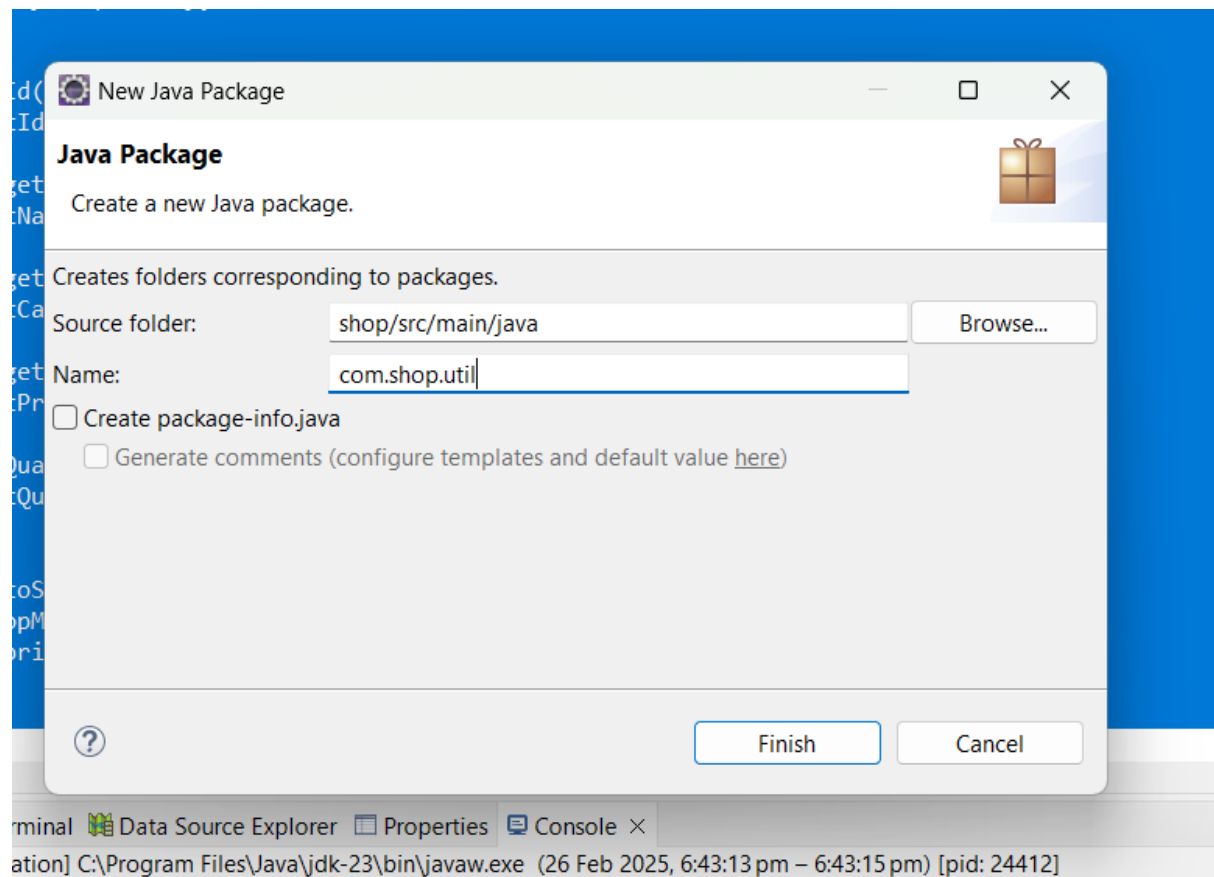 New Java Package
Java Package
Create a new Java package.
Creates folders corresponding to packages.
Source folder: shop/src/main/java Browse...
Name: com.shop.util
Create package-info.java
Generate comments (configure templates and default value here)
Finish Cancel
Data Source Explorer Properties Console
C:\Program Files\Java\jdk-23\bin\javaw.exe (26 Feb 2025, 6:43:13 pm – 6:43:15 pm) [pid: 24412]